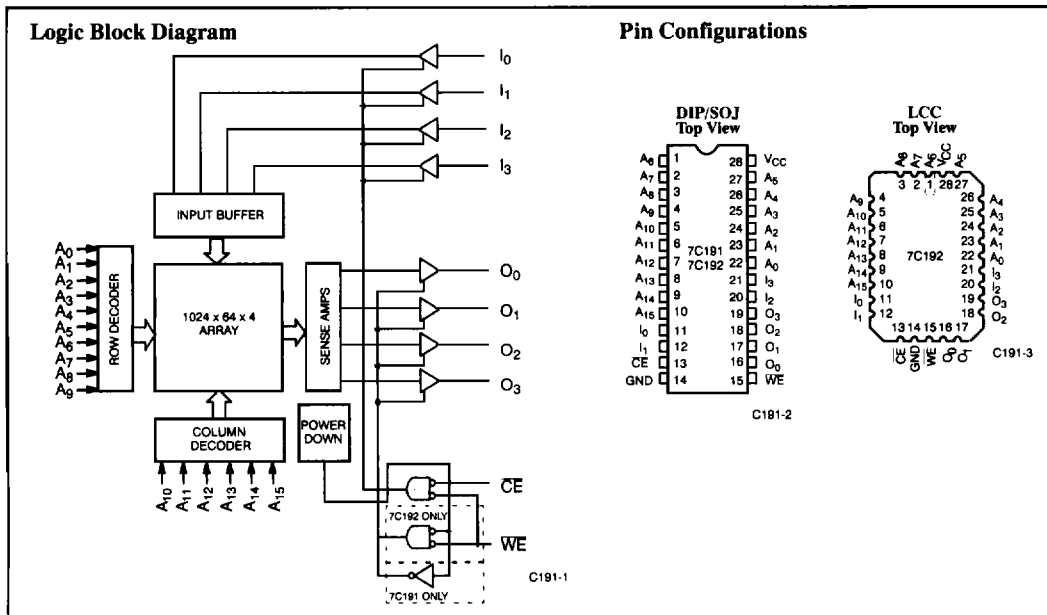 Logic Block Diagram
I0
I1
I2
I3
INPUT BUFFER
A0
A1
A2
A3
A4
A5
A6
A7
A8
A9
ROW DECODER
1024 x 64 x 4
ARRAY
SENSE AMPS
O0
O1
O2
O3
COLUMN
DECODER
POWER
DOWN
A10
A11
A12
A13
A14
A15
C̅E̅
7C192 ONLY
W̅E̅
7C191 ONLY
C191-1
Pin Configurations
DIP/SOJ
Top View
A6 1 28 VCC
A7 2 27 A5
A8 3 26 A4
A9 4 25 A3
A10 5 24 A2
A11 6 23 A1
A12 7 22 A0
A13 8 21 I3
A14 9 20 I2
A15 10 19 O3
I0 11 18 O2
I1 12 17 O1
C̅E̅ 13 16 O0
GND 14 15 W̅E̅
7C191
7C192
C191-2
LCC
Top View
A8 A7 A6 VCC A5
3 2 1 28 27
A9 4 26 A4
A10 5 25 A3
A11 6 24 A2
A12 7 23 A1
A13 8 22 A0
A14 9 21 I3
A15 10 20 I2
I0 11 19 O3
I1 12 18 O2
7C192
13 14 15 16 17
C̅E̅ GND W̅E̅ O0 O1
C191-3